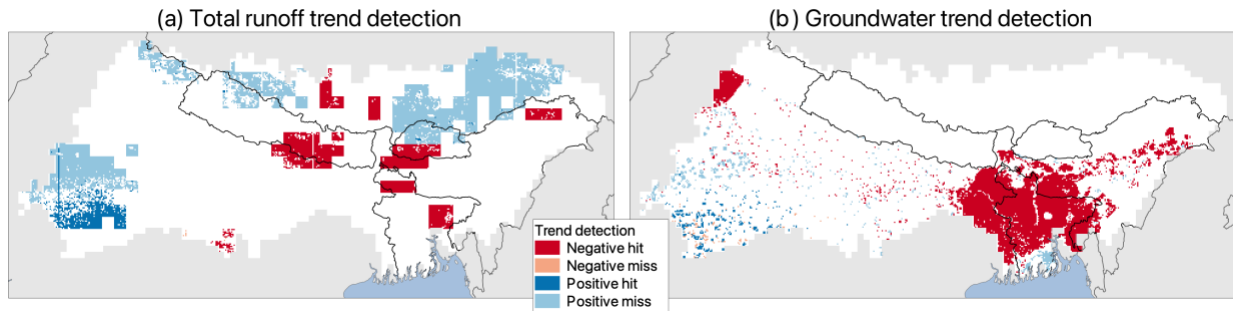 (a) Total runoff trend detection
(b) Groundwater trend detection
Trend detection
Negative hit
Negative miss
Positive hit
Positive miss